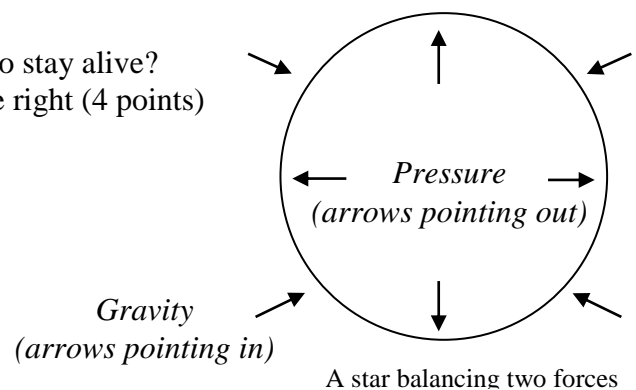 o stay alive?
e right (4 points)
Pressure
(arrows pointing out)
Gravity
(arrows pointing in)
A star balancing two forces